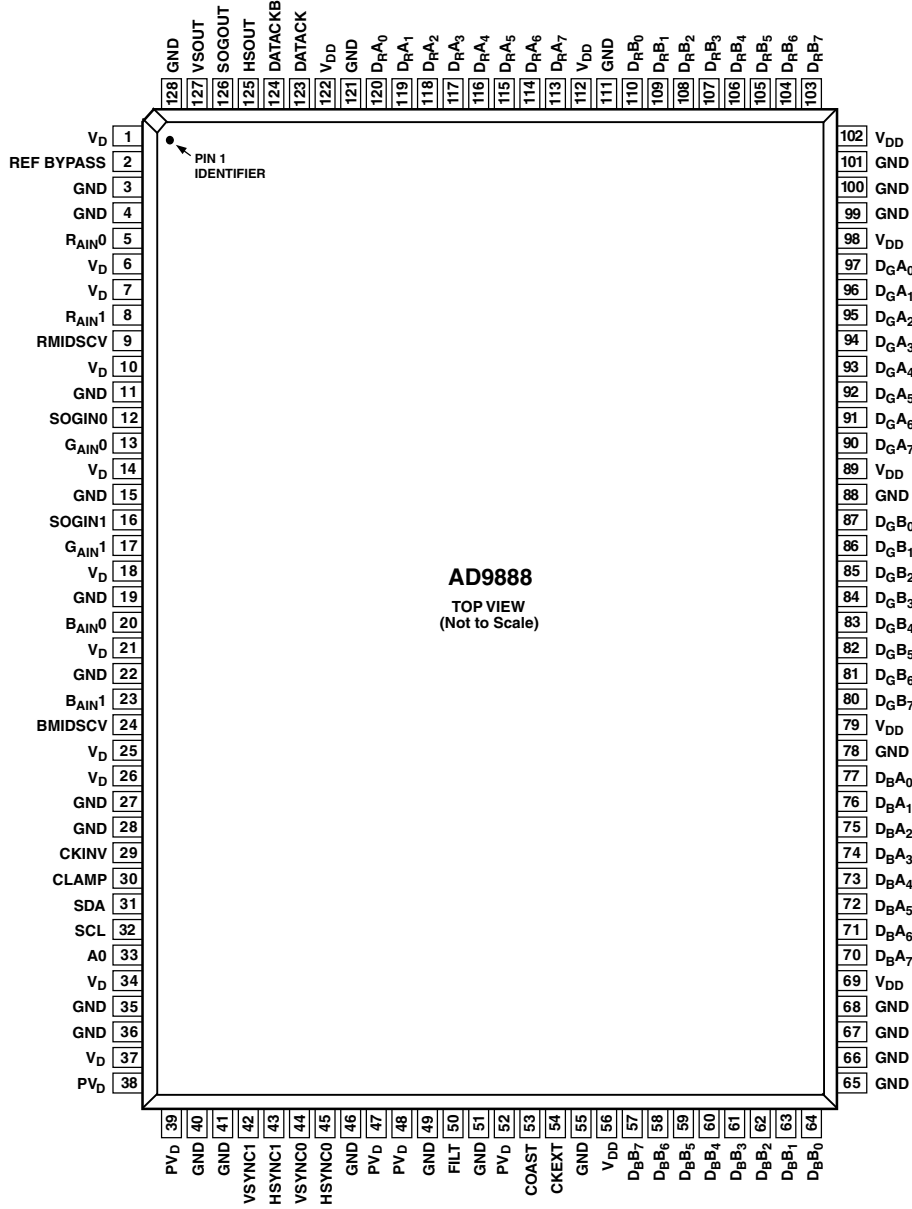 128 GND
127 VSOUT
126 SOGOUT
125 HSOUT
124 DATACKB
123 DATACK
122 VDD
121 GND
120 DRA0
119 DRA1
118 DRA2
117 DRA3
116 DRA4
115 DRA5
114 DRA6
113 DRA7
112 VDD
111 GND
110 DRB0
109 DRB1
108 DRB2
107 DRB3
106 DRB4
105 DRB5
104 DRB6
103 DRB7
VD 1
REF BYPASS 2
GND 3
GND 4
RAIN0 5
VD 6
VD 7
RAIN1 8
RMIDSCV 9
VD 10
GND 11
SOGIN0 12
GAIN0 13
VD 14
GND 15
SOGIN1 16
GAIN1 17
VD 18
GND 19
BAIN0 20
VD 21
GND 22
BAIN1 23
BMIDSCV 24
VD 25
VD 26
GND 27
GND 28
CKINV 29
CLAMP 30
SDA 31
SCL 32
A0 33
VD 34
GND 35
GND 36
VD 37
PVD 38
PIN 1
IDENTIFIER
AD9888
TOP VIEW
(Not to Scale)
102 VDD
101 GND
100 GND
99 GND
98 VDD
97 DGA0
96 DGA1
95 DGA2
94 DGA3
93 DGA4
92 DGA5
91 DGA6
90 DGA7
89 VDD
88 GND
87 DGB0
86 DGB1
85 DGB2
84 DGB3
83 DGB4
82 DGB5
81 DGB6
80 DGB7
79 VDD
78 GND
77 DBA0
76 DBA1
75 DBA2
74 DBA3
73 DBA4
72 DBA5
71 DBA6
70 DBA7
69 VDD
68 GND
67 GND
66 GND
65 GND
PVD 39
GND 40
GND 41
VSYNC1 42
HSYNC1 43
VSYNC0 44
HSYNC0 45
GND 46
PVD 47
PVD 48
GND 49
FILT 50
GND 51
PVD 52
COAST 53
CKEXT 54
GND 55
VDD 56
DBB7 57
DBB6 58
DBB5 59
DBB4 60
DBB3 61
DBB2 62
DBB1 63
DBB0 64